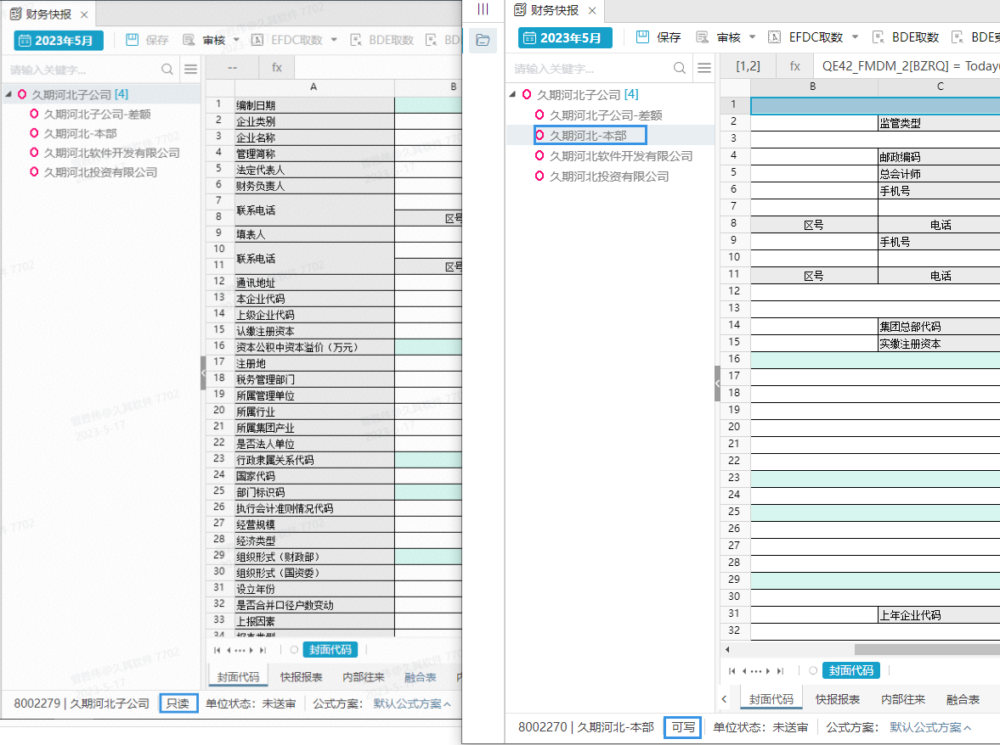 财务快报 ×
2023年5月 保存 审核 EFDC取数 BDE取数 BD
请输入关键字...
-- fx
久期河北子公司 [4]
久期河北子公司-差额
久期河北-本部
久期河北软件开发有限公司
久期河北投资有限公司
A B
1 编制日期
2 企业类别
3 企业名称
4 管理简称
5 法定代表人
6 财务负责人
7
联系电话
8 区号
9 填表人
10
联系电话
11 区号
12 通讯地址
13 本企业代码
14 上级企业代码
15 认缴注册资本
16 资本公积中资本溢价（万元）
17 注册地
18 税务管理部门
19 所属管理单位
20 所属行业
21 所属集团产业
22 是否法人单位
23 行政隶属关系代码
24 国家代码
25 部门标识码
26 执行会计准则情况代码
27 经营规模
28 经济类型
29 组织形式（财政部）
30 组织形式（国资委）
31 设立年份
32 是否合并口径户数变动
33 上报因素
34 报表类型
封面代码
封面代码 快报报表 内部往来 融合表 内
8002279 | 久期河北子公司 只读 单位状态：未送审 公式方案：默认公式方案
曾胜伟@久其软件 7702
2023-5-17
财务快报 ×
2023年5月 保存 审核 EFDC取数 BDE取数 BDE
请输入关键字...
[1,2] fx QE42_FMDM_2[BZRQ] = Today(
久期河北子公司 [4]
久期河北子公司-差额
久期河北-本部
久期河北软件开发有限公司
久期河北投资有限公司
B C
1
2 监管类型
3
4 邮政编码
5 总会计师
6 手机号
7
8 区号 电话
9 手机号
10
11 区号 电话
12
13
14 集团总部代码
15 实缴注册资本
16
17
18
19
20
21
22
23
24
25
26
27
28
29
30
31 上年企业代码
32
封面代码
封面代码 快报报表 内部往来 融合表
8002270 | 久期河北-本部 可写 单位状态：未送审 公式方案：默认公式方案